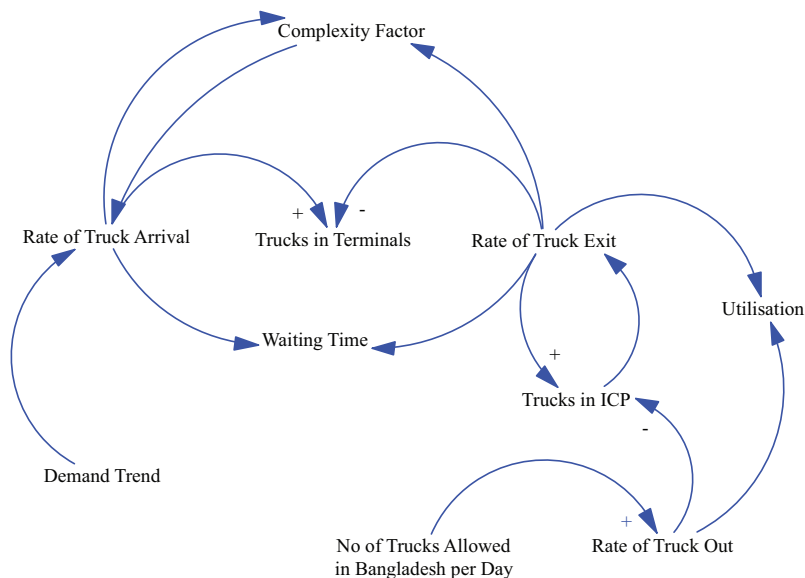 Complexity Factor
+
-
Rate of Truck Arrival
Trucks in Terminals
Rate of Truck Exit
Utilisation
Waiting Time
+
Trucks in ICP
-
Demand Trend
+
No of Trucks Allowed
in Bangladesh per Day
Rate of Truck Out